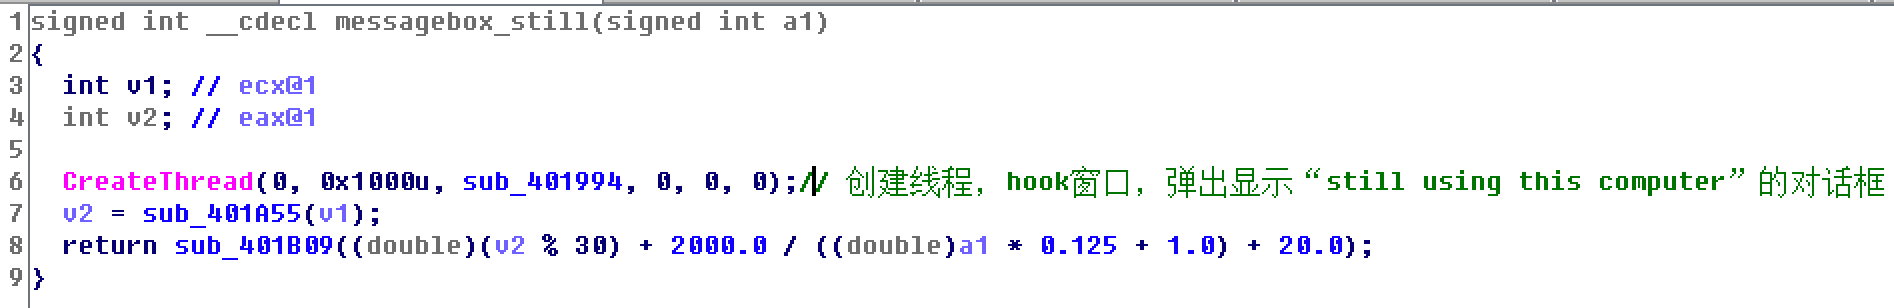 1 signed int __cdecl messagebox_still(signed int a1)
2 {
3   int v1; // ecx@1
4   int v2; // eax@1
5
6   CreateThread(0, 0x1000u, sub_401994, 0, 0, 0);// 创建线程，hook窗口，弹出显示“still using this computer”的对话框
7   v2 = sub_401A55(v1);
8   return sub_401B09((double)(v2 % 30) + 2000.0 / ((double)a1 * 0.125 + 1.0) + 20.0);
9 }